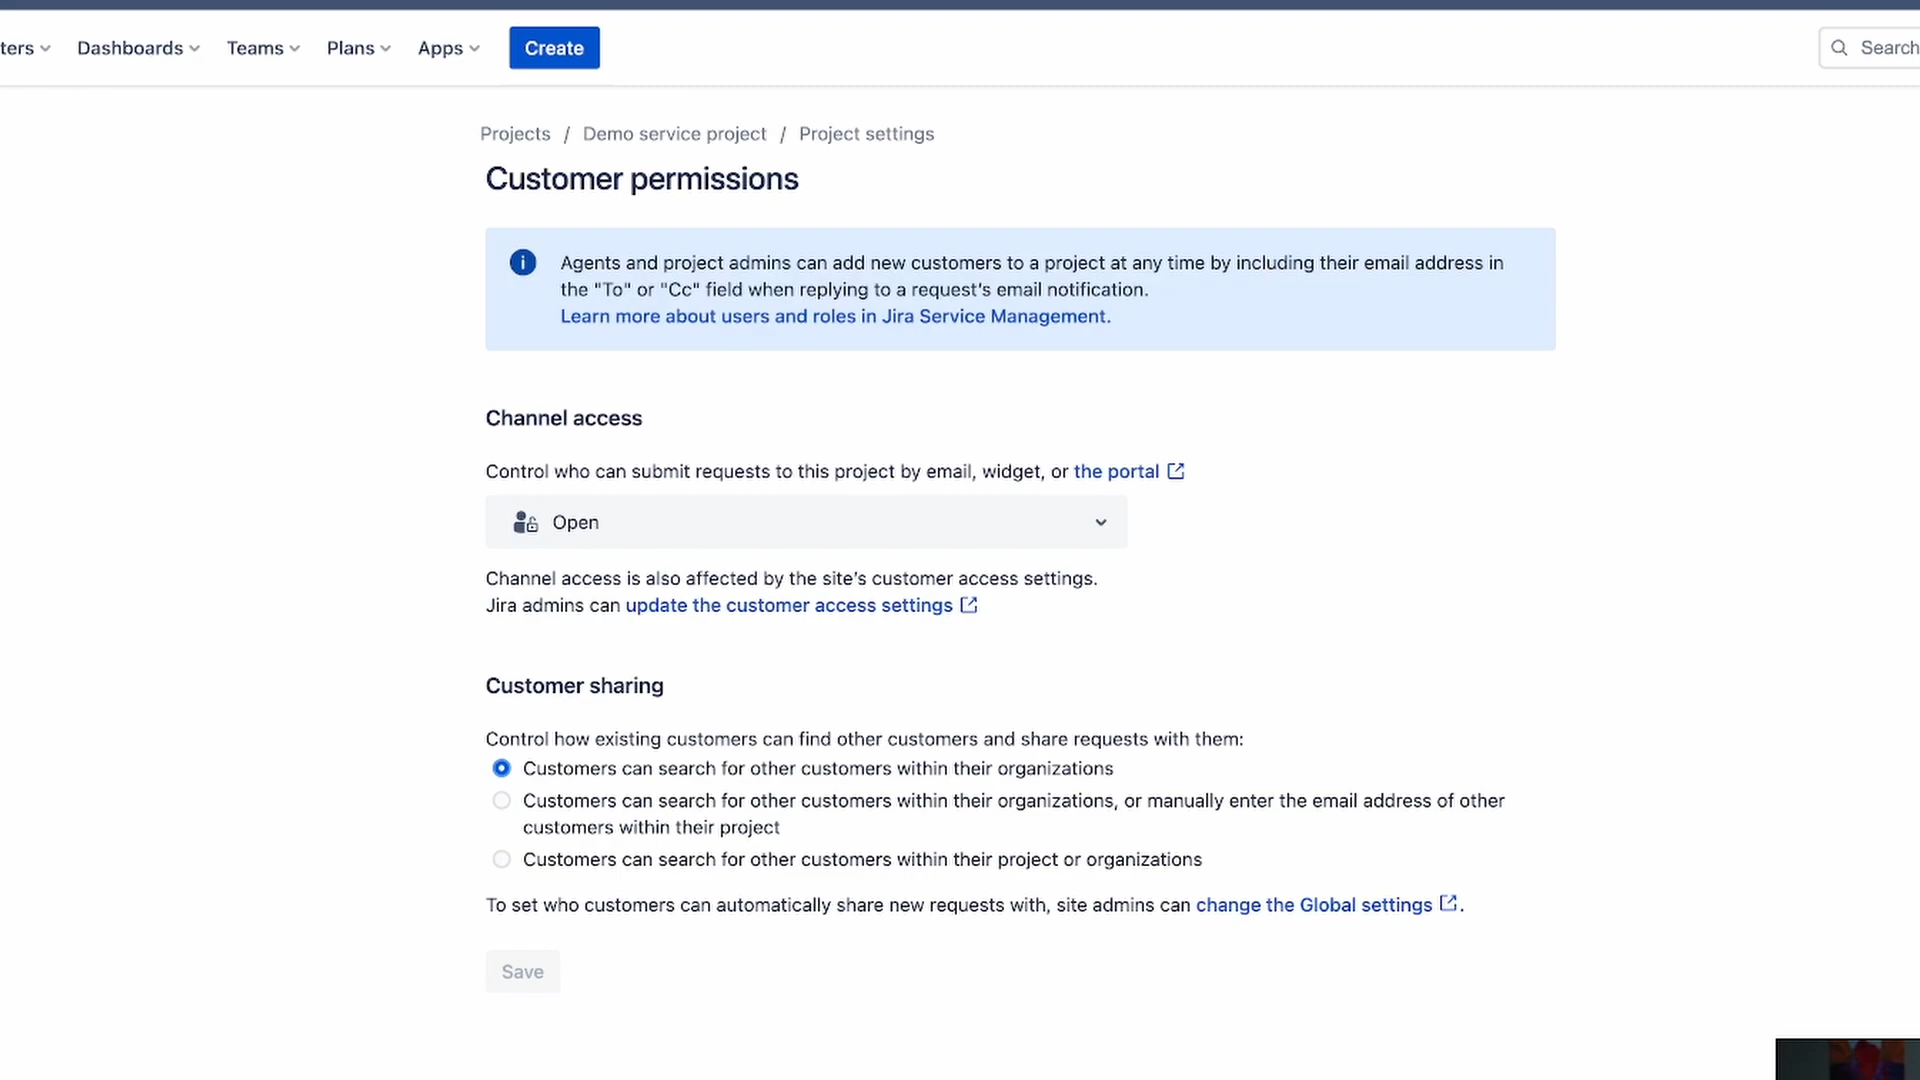 ters Dashboards Teams Plans Apps Create Search
Projects / Demo service project / Project settings
Customer permissions
Agents and project admins can add new customers to a project at any time by including their email address in
the "To" or "Cc" field when replying to a request's email notification.
Learn more about users and roles in Jira Service Management.
Channel access
Control who can submit requests to this project by email, widget, or the portal
Open
Channel access is also affected by the site's customer access settings.
Jira admins can update the customer access settings
Customer sharing
Control how existing customers can find other customers and share requests with them:
Customers can search for other customers within their organizations
Customers can search for other customers within their organizations, or manually enter the email address of other
customers within their project
Customers can search for other customers within their project or organizations
To set who customers can automatically share new requests with, site admins can change the Global settings.
Save